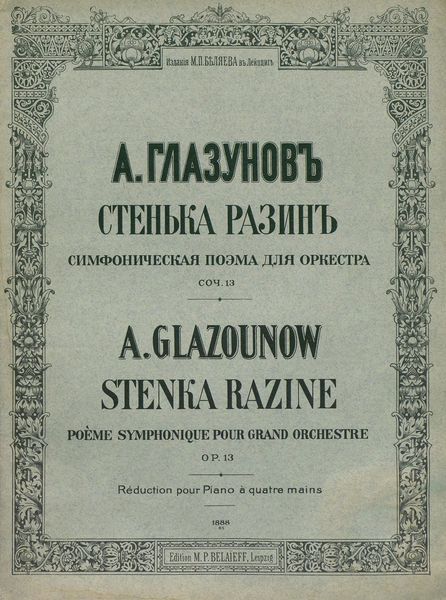 Изданія М.П.БѢЛЯЕВА въ Лейпцигѣ
А.ГЛАЗУНОВЪ
СТЕНЬКА РАЗИНЪ
СИМФОНИЧЕСКАЯ ПОЭМА ДЛЯ ОРКЕСТРА
СОЧ.13
A.GLAZOUNOW
STENKA RAZINE
POÈME SYMPHONIQUE POUR GRAND ORCHESTRE
OP.13
Réduction pour Piano à quatre mains
1888
Edition M. P. BELAIEFF, Leipzig